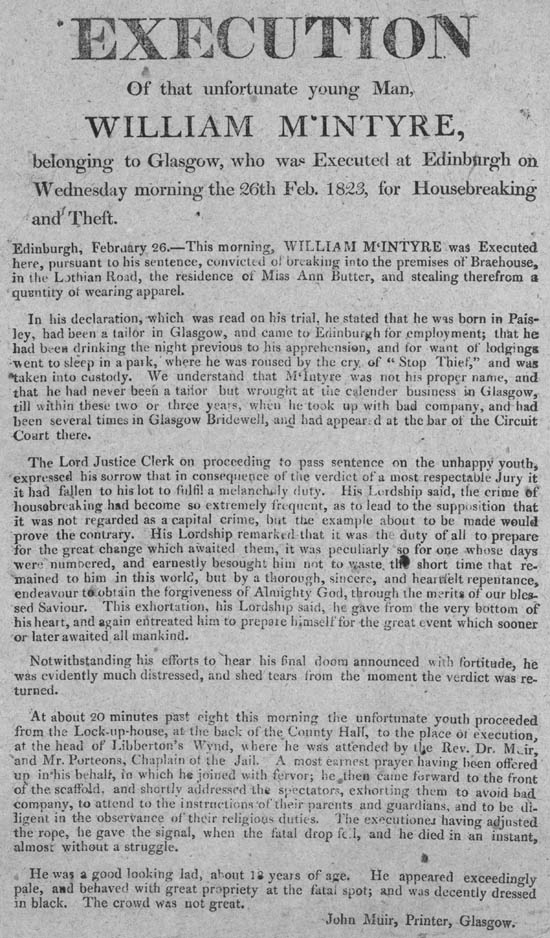 EXECUTION
Of that unfortunate young Man,
WILLIAM M'INTYRE,
belonging to Glasgow, who was Executed at Edinburgh on
Wednesday morning the 26th Feb. 1823, for Housebreaking
and Theft.
Edinburgh, February 26.—This morning, WILLIAM M'INTYRE was Executed
here, pursuant to his sentence, convicted of breaking into the premises of Braehouse,
in the Lothian Road, the residence of Miss Ann Butter, and stealing therefrom a
quantity of wearing apparel.
In his declaration, which was read on his trial, he stated that he was born in Pais-
ley, had been a tailor in Glasgow, and came to Edinburgh for employment; that he
had been drinking the night previous to his apprehension, and for want of lodgings
went to sleep in a park, where he was roused by the cry of "Stop Thief," and was
taken into custody. We understand that M'Intyre was not his proper name, and
that he had never been a tailor but wrought at the calender business in Glasgow,
till within these two or three years, when he took up with bad company, and had
been several times in Glasgow Bridewell, and had appeared at the bar of the Circuit
Court there.
The Lord Justice Clerk on proceeding to pass sentence on the unhappy youth,
expressed his sorrow that in consequence of the verdict of a most respectable Jury it
it had fallen to his lot to fulfil a melancholy duty. His Lordship said, the crime of
housebreaking had become so extremely frequent, as to lead to the supposition that
it was not regarded as a capital crime, but the example about to be made would
prove the contrary. His Lordship remarked that it was the duty of all to prepare
for the great change which awaited them, it was peculiarly so for one whose days
were numbered, and earnestly besought him not to waste the short time that re-
mained to him in this world, but by a thorough, sincere, and heartfelt repentance,
endeavour to obtain the forgiveness of Almighty God, through the merits of our bles-
sed Saviour. This exhortation, his Lordship said, he gave from the very bottom of
his heart, and again entreated him to prepare himself for the great event which sooner
or later awaited all mankind.
Notwithstanding his efforts to hear his final doom announced with fortitude, he
was evidently much distressed, and shed tears from the moment the verdict was re-
turned.
At about 20 minutes past eight this morning the unfortunate youth proceeded
from the Lock-up-house, at the back of the County Hall, to the place of execution,
at the head of Libberton's Wynd, where he was attended by the Rev. Dr. Muir,
and Mr. Porteons, Chaplain of the Jail. A most earnest prayer having been offered
up in his behalf, in which he joined with fervor; he then came forward to the front
of the scaffold, and shortly addressed the spectators, exhorting them to avoid bad
company, to attend to the instructions of their parents and guardians, and to be di-
ligent in the observance of their religious duties. The executioner having adjusted
the rope, he gave the signal, when the fatal drop fell, and he died in an instant,
almost without a struggle.
He was a good looking lad, about years of age. He appeared exceedingly
pale, and behaved with great propriety at the fatal spot; and was decently dressed
in black. The crowd was not great.
John Muir, Printer, Glasgow.